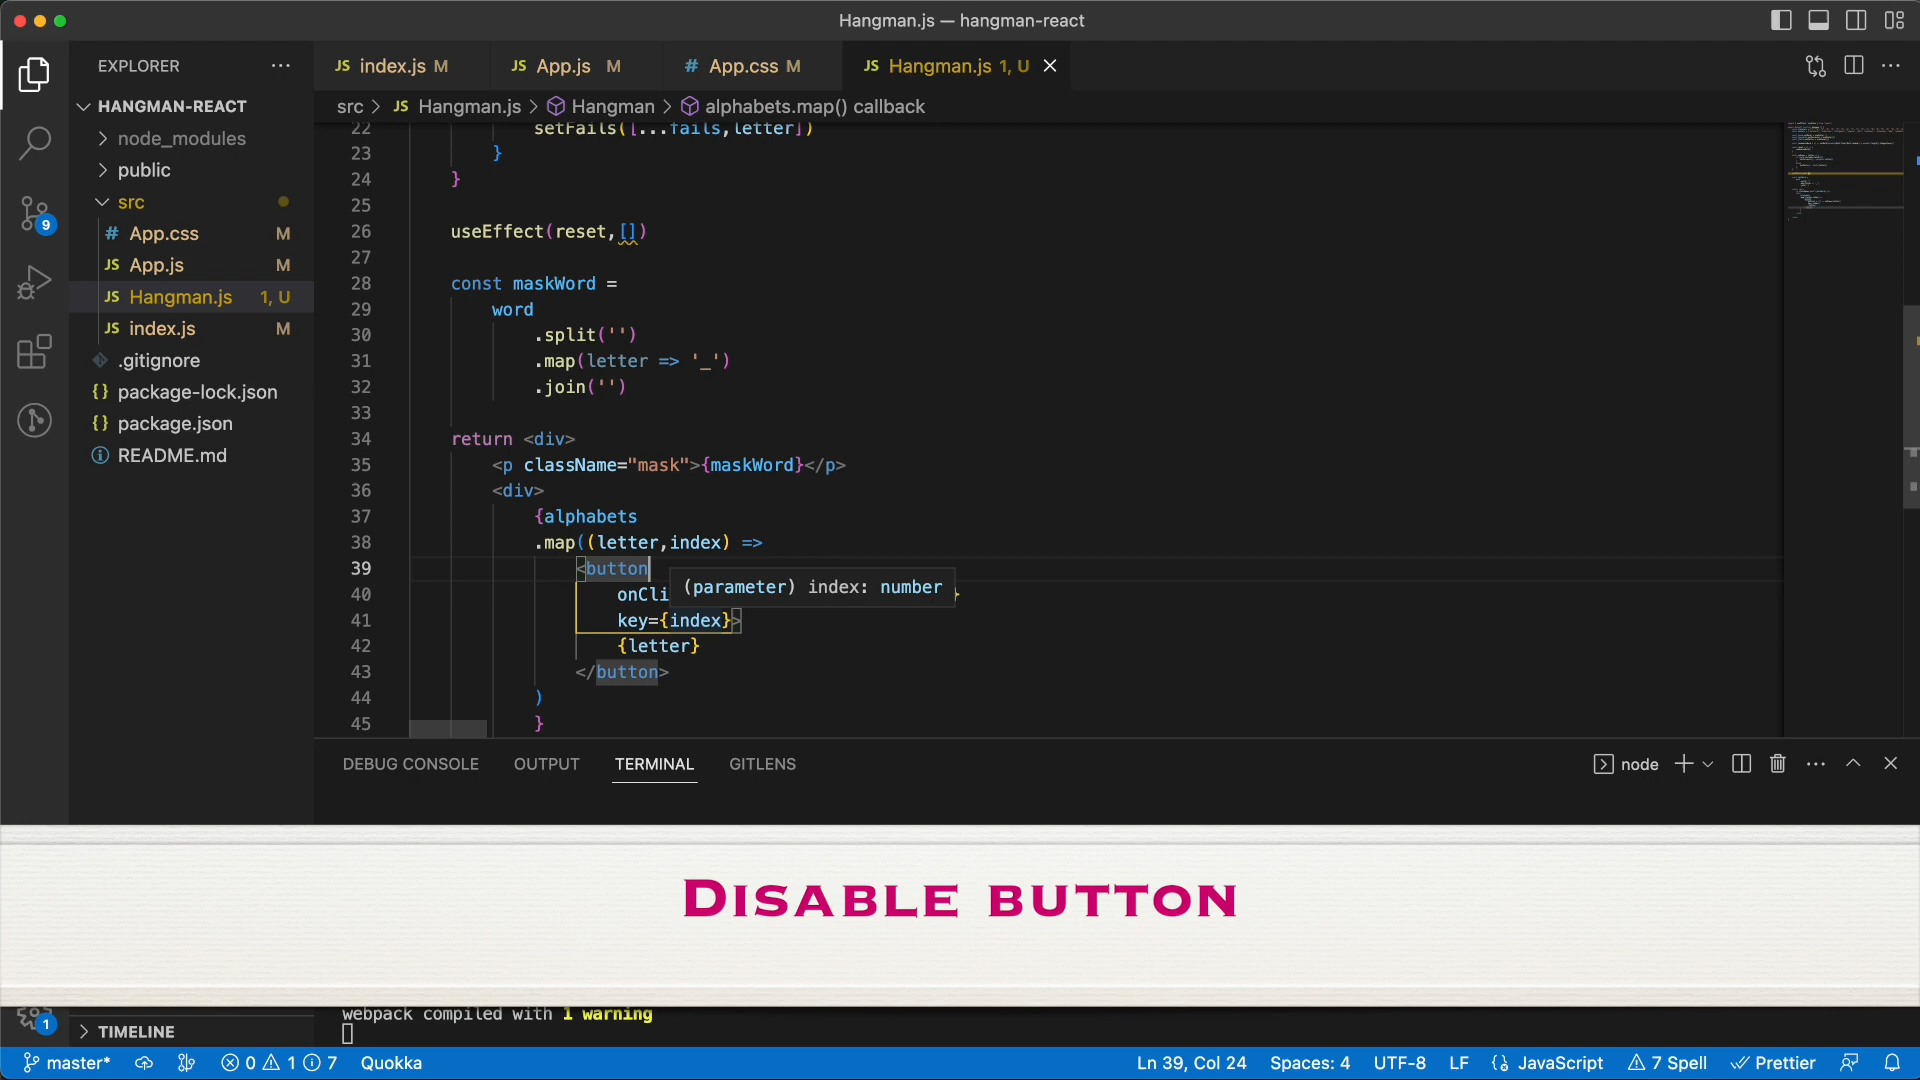 Hangman.js — hangman-react
EXPLORER
JS index.js M
JS App.js M
# App.css M
JS Hangman.js 1, U
HANGMAN-REACT
src > JS Hangman.js > Hangman > alphabets.map() callback
node_modules
public
src
# App.css M
JS App.js M
JS Hangman.js 1, U
JS index.js M
.gitignore
{} package-lock.json
{} package.json
README.md
9
22 setFails([...fails,letter])
23 }
24 }
25
26 useEffect(reset,[])
27
28 const maskWord =
29 word
30 .split('')
31 .map(letter => '_')
32 .join('')
33
34 return <div>
35 <p className="mask">{maskWord}</p>
36 <div>
37 {alphabets
38 .map((letter,index) =>
39 <button
40 onCli }
(parameter) index: number
41 key={index}>
42 {letter}
43 </button>
44 )
45 }
DEBUG CONSOLE OUTPUT TERMINAL GITLENS
node
Disable button
webpack compiled with 1 warning
1
TIMELINE
master* 0 1 7 Quokka
Ln 39, Col 24 Spaces: 4 UTF-8 LF {} JavaScript 7 Spell Prettier